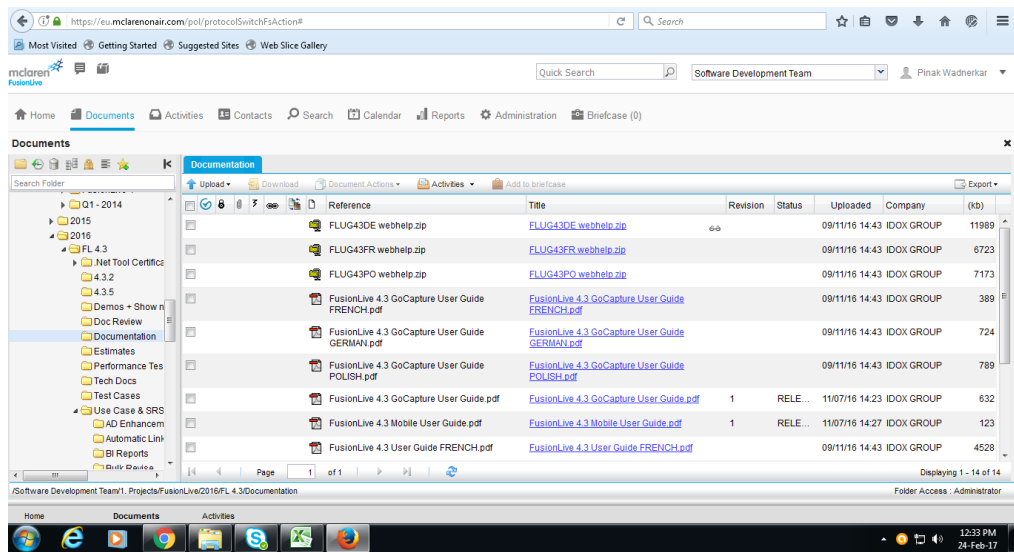 https://eu.mclarenonair.com/pol/protocolSwitchFsAction#
Search
Most Visited Getting Started Suggested Sites Web Slice Gallery
mclaren
FusionLive
Quick Search
Software Development Team
Pinak Wadnerkar
Home Documents Activities Contacts Search Calendar Reports Administration Briefcase (0)
Documents
Documentation
Search Folder
Upload Download Document Actions Activities Add to briefcase Export
Reference Title Revision Status Uploaded Company (kb)
Q1 - 2014
2015
2016
FL 4.3
.Net Tool Certifica
4.3.2
4.3.5
Demos + Show n
Doc Review
Documentation
Estimates
Performance Tes
Tech Docs
Test Cases
Use Case & SRS
AD Enhancem
Automatic Link
BI Reports
Bulk Revise
FLUG43DE webhelp.zip FLUG43DE webhelp.zip 09/11/16 14:43 IDOX GROUP 11989
FLUG43FR webhelp.zip FLUG43FR webhelp.zip 09/11/16 14:43 IDOX GROUP 6723
FLUG43PO webhelp.zip FLUG43PO webhelp.zip 09/11/16 14:43 IDOX GROUP 7173
FusionLive 4.3 GoCapture User Guide FusionLive 4.3 GoCapture User Guide 09/11/16 14:43 IDOX GROUP 389
FRENCH.pdf FRENCH.pdf
FusionLive 4.3 GoCapture User Guide FusionLive 4.3 GoCapture User Guide 09/11/16 14:43 IDOX GROUP 724
GERMAN.pdf GERMAN.pdf
FusionLive 4.3 GoCapture User Guide FusionLive 4.3 GoCapture User Guide 09/11/16 14:43 IDOX GROUP 789
POLISH.pdf POLISH.pdf
FusionLive 4.3 GoCapture User Guide.pdf FusionLive 4.3 GoCapture User Guide.pdf 1 RELE... 11/07/16 14:23 IDOX GROUP 632
FusionLive 4.3 Mobile User Guide.pdf FusionLive 4.3 Mobile User Guide.pdf 1 RELE... 11/07/16 14:27 IDOX GROUP 123
FusionLive 4.3 User Guide FRENCH.pdf FusionLive 4.3 User Guide FRENCH.pdf 09/11/16 14:43 IDOX GROUP 4528
Page 1 of 1
Displaying 1 - 14 of 14
/Software Development Team/1. Projects/FusionLive/2016/FL 4.3/Documentation
Folder Access : Administrator
Home Documents Activities
12:33 PM
24-Feb-17